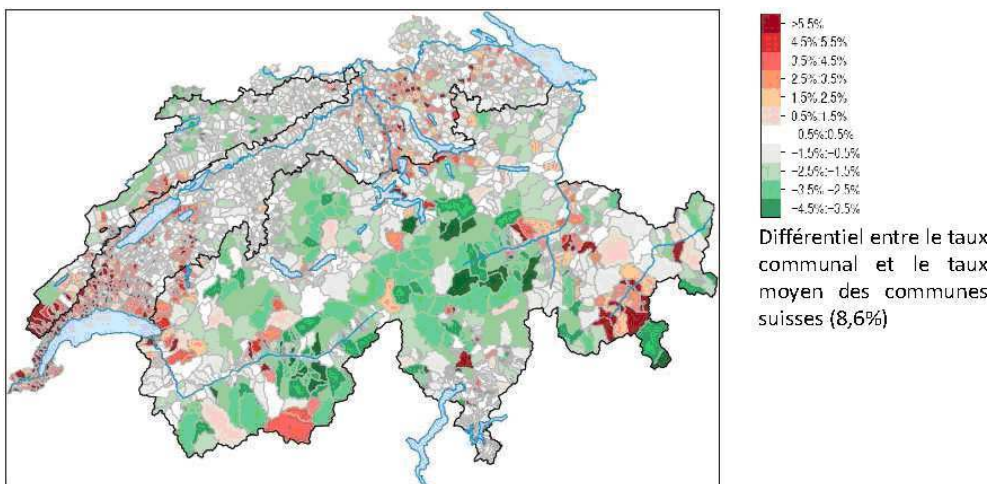 >5.5%
4.5%:5.5%
3.5%:4.5%
2.5%:3.5%
1.5%:2.5%
0.5%:1.5%
0.5%:0.5%
−1.5%:−0.5%
−2.5%:−1.5%
−3.5%:−2.5%
−4.5%:−3.5%
Différentiel entre le taux
communal et le taux
moyen des communes
suisses (8,6%)